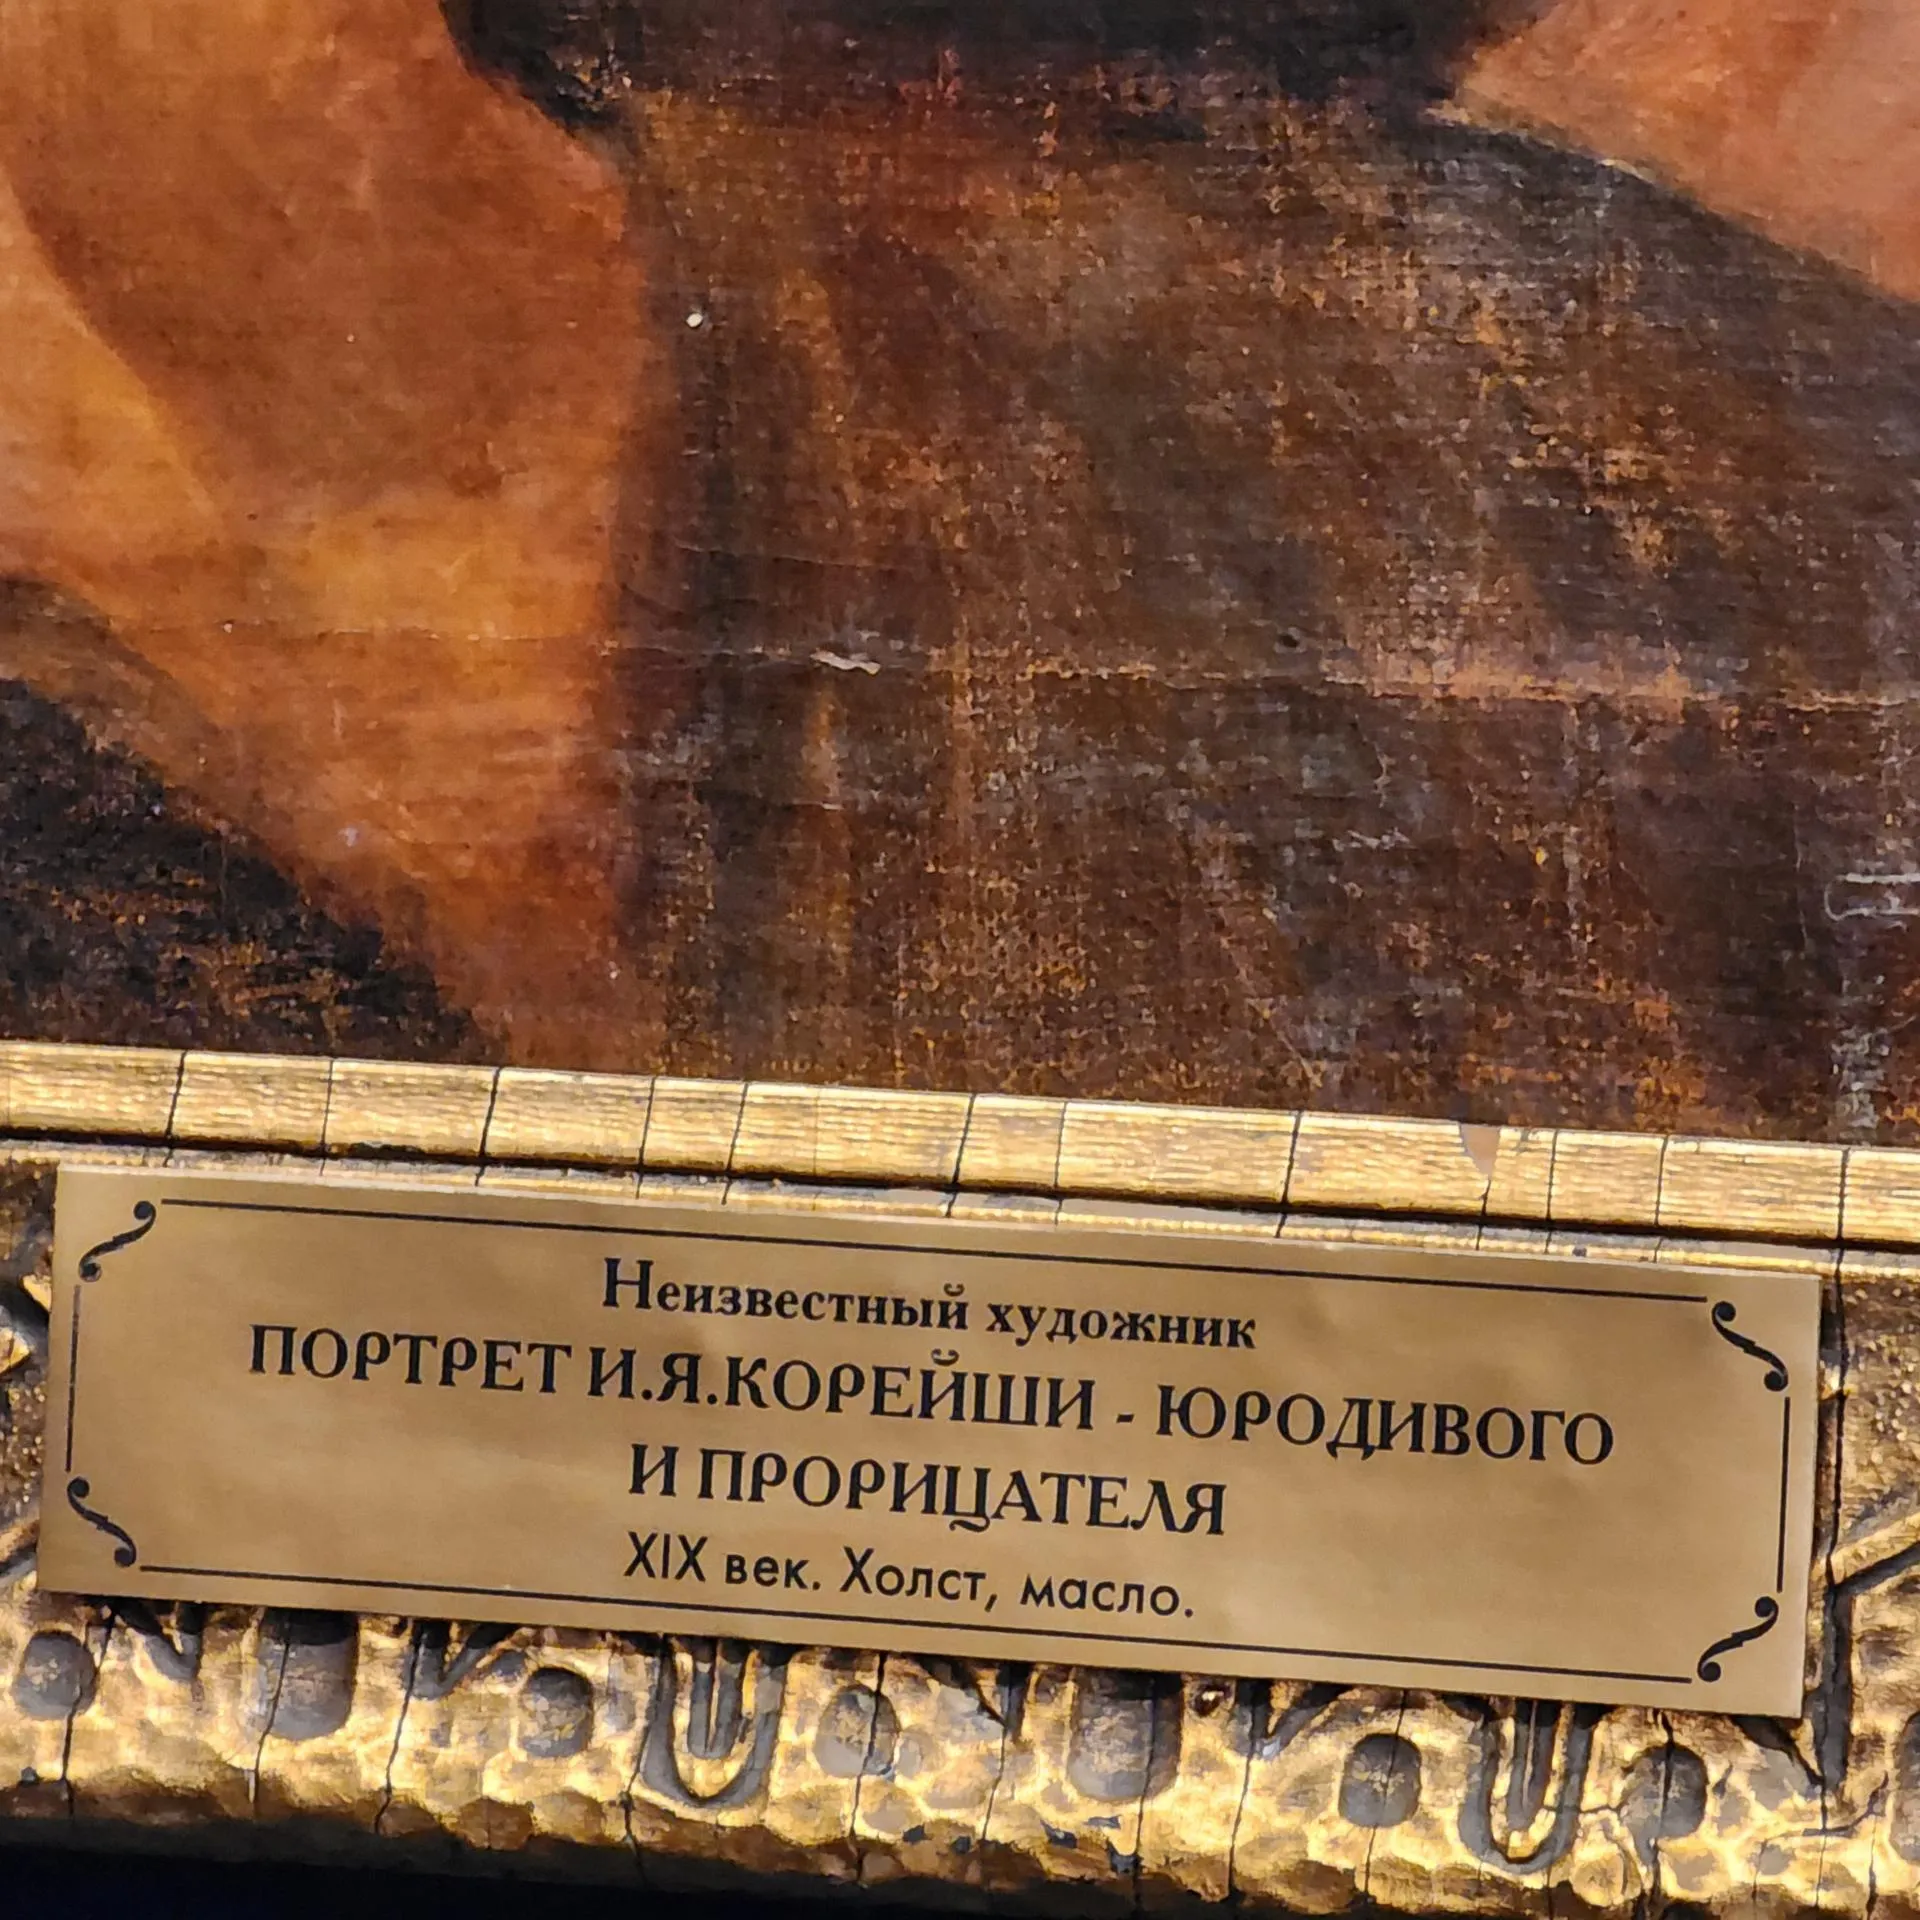 Неизвестный художник
ПОРТРЕТ И.Я.КОРЕЙШИ - ЮРОДИВОГО
И ПРОРИЦАТЕЛЯ
XIX век. Холст, масло.